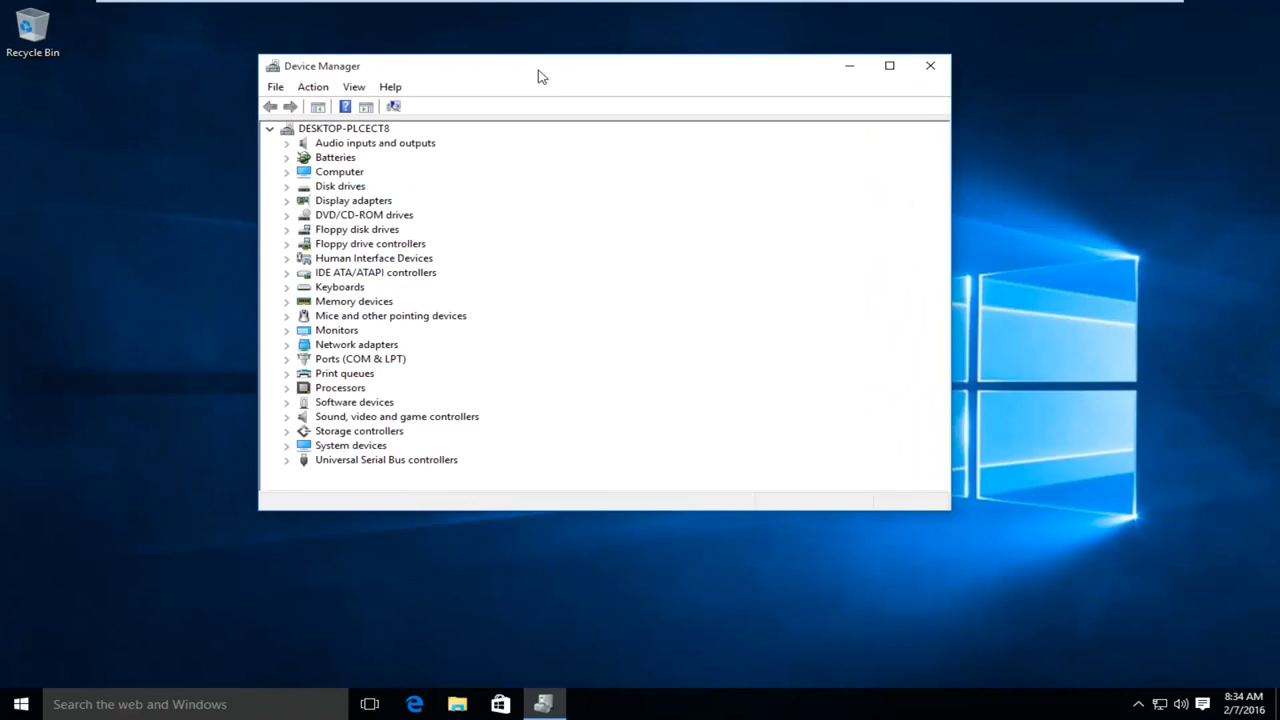 Recycle Bin
Device Manager
File Action View Help
DESKTOP-PLCECT8
Audio inputs and outputs
Batteries
Computer
Disk drives
Display adapters
DVD/CD-ROM drives
Floppy disk drives
Floppy drive controllers
Human Interface Devices
IDE ATA/ATAPI controllers
Keyboards
Memory devices
Mice and other pointing devices
Monitors
Network adapters
Ports (COM & LPT)
Print queues
Processors
Software devices
Sound, video and game controllers
Storage controllers
System devices
Universal Serial Bus controllers
Search the web and Windows
8:34 AM
2/7/2016